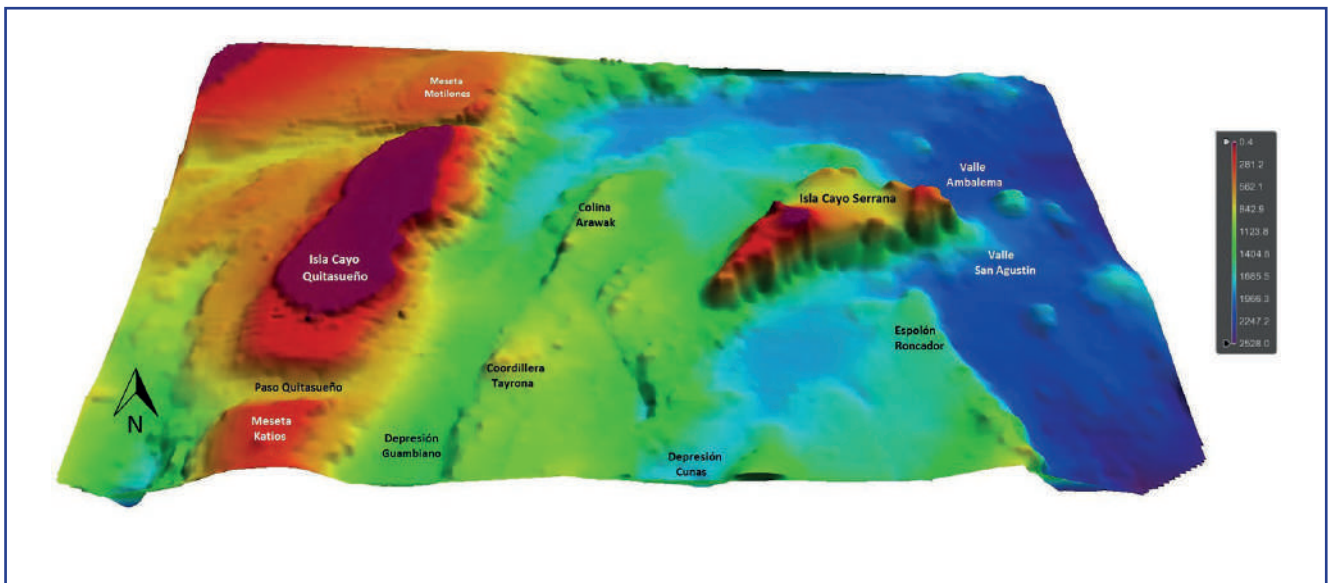 Meseta
Motilones
Isla Cayo
Quitasueño
Colina
Arawak
Isla Cayo Serrana
Valle
Ambalema
Valle
San Agustin
Espolón
Roncador
Coordillera
Tayrona
Paso Quitasueño
Meseta
Katios
Depresión
Guambiano
Depresión
Cunas
N
0.4
281.2
562.1
842.9
1123.8
1404.6
1685.5
1966.3
2247.2
2528.0